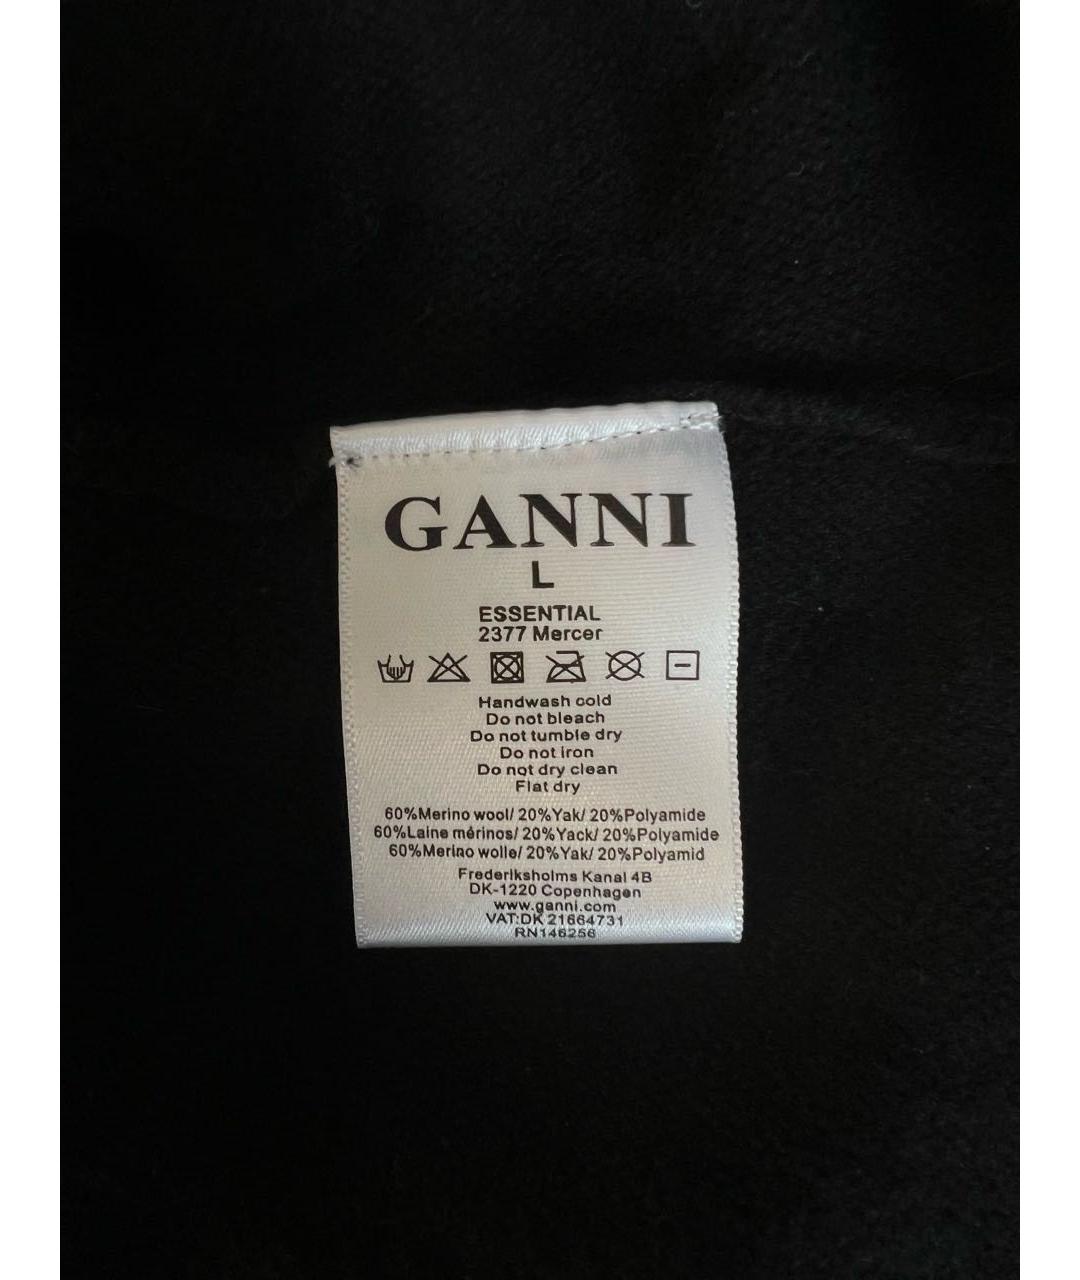 GANNI
L
ESSENTIAL
2377 Mercer
Handwash cold
Do not bleach
Do not tumble dry
Do not iron
Do not dry clean
Flat dry
60%Merino wool/ 20%Yak/ 20%Polyamide
60%Laine mérinos/ 20%Yack/ 20%Polyamide
60%Merino wolle/ 20%Yak/ 20%Polyamid
Frederiksholms Kanal 4B
DK-1220 Copenhagen
www.ganni.com
VAT:DK 21664731
RN146256